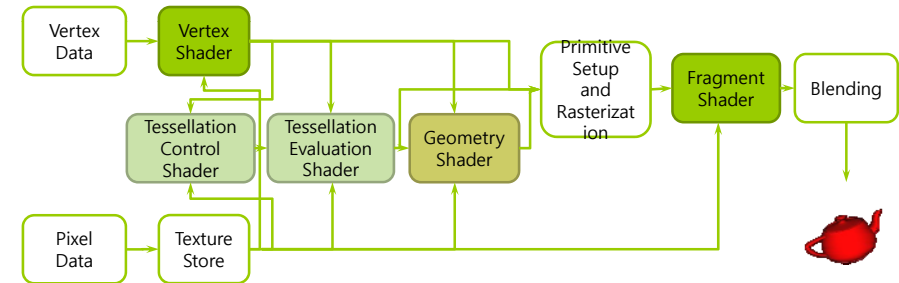 Vertex
Data
Vertex
Shader
Primitive
Setup
and
Rasterizat
ion
Fragment
Shader
Blending
Tessellation
Control
Shader
Tessellation
Evaluation
Shader
Geometry
Shader
Pixel
Data
Texture
Store